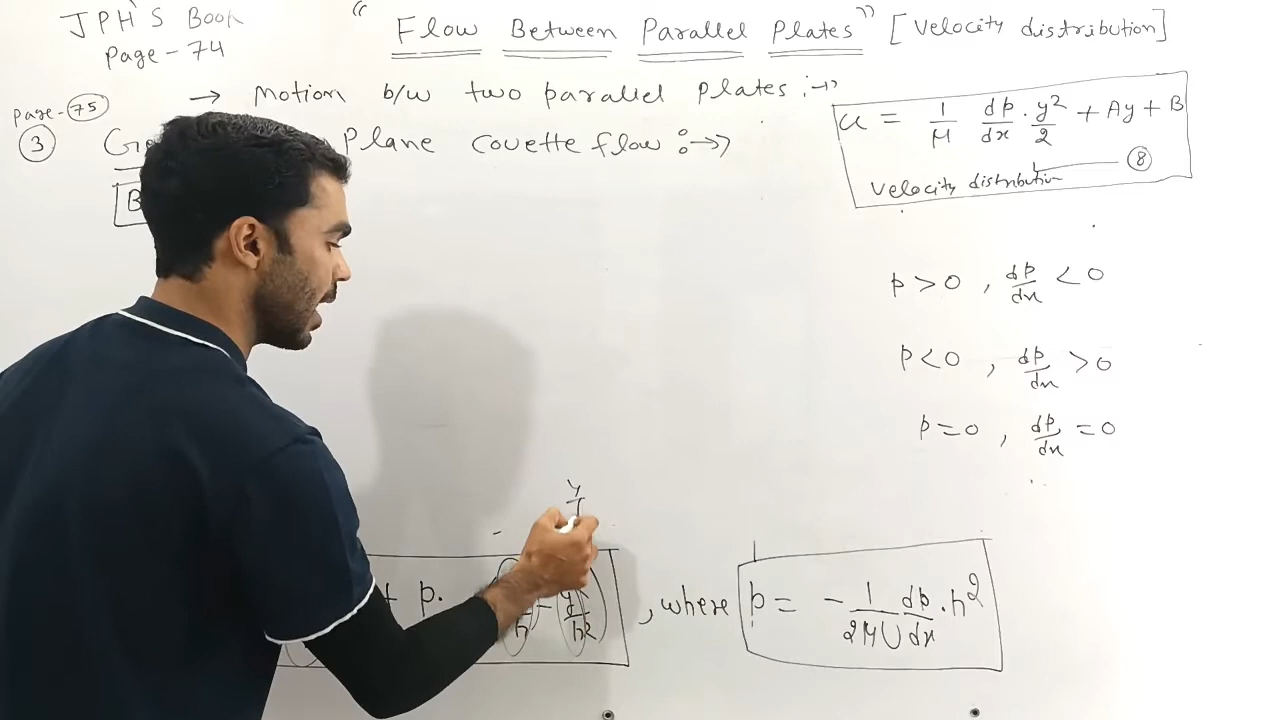 JPH'S Book
Page-74
"Flow Between Parallel Plates" [Velocity distribution]
→ Motion b/w two parallel plates :→
Page-75
3 Plane Couette flow :→
u = 1/μ dp/dx · y²/2 + Ay + B
8
Velocity distribution
p > 0 , dp/dx < 0
p < 0 , dp/dx > 0
p = 0 , dp/dx = 0
+ p.
, where p = - 1/2μU dp/dx · h²